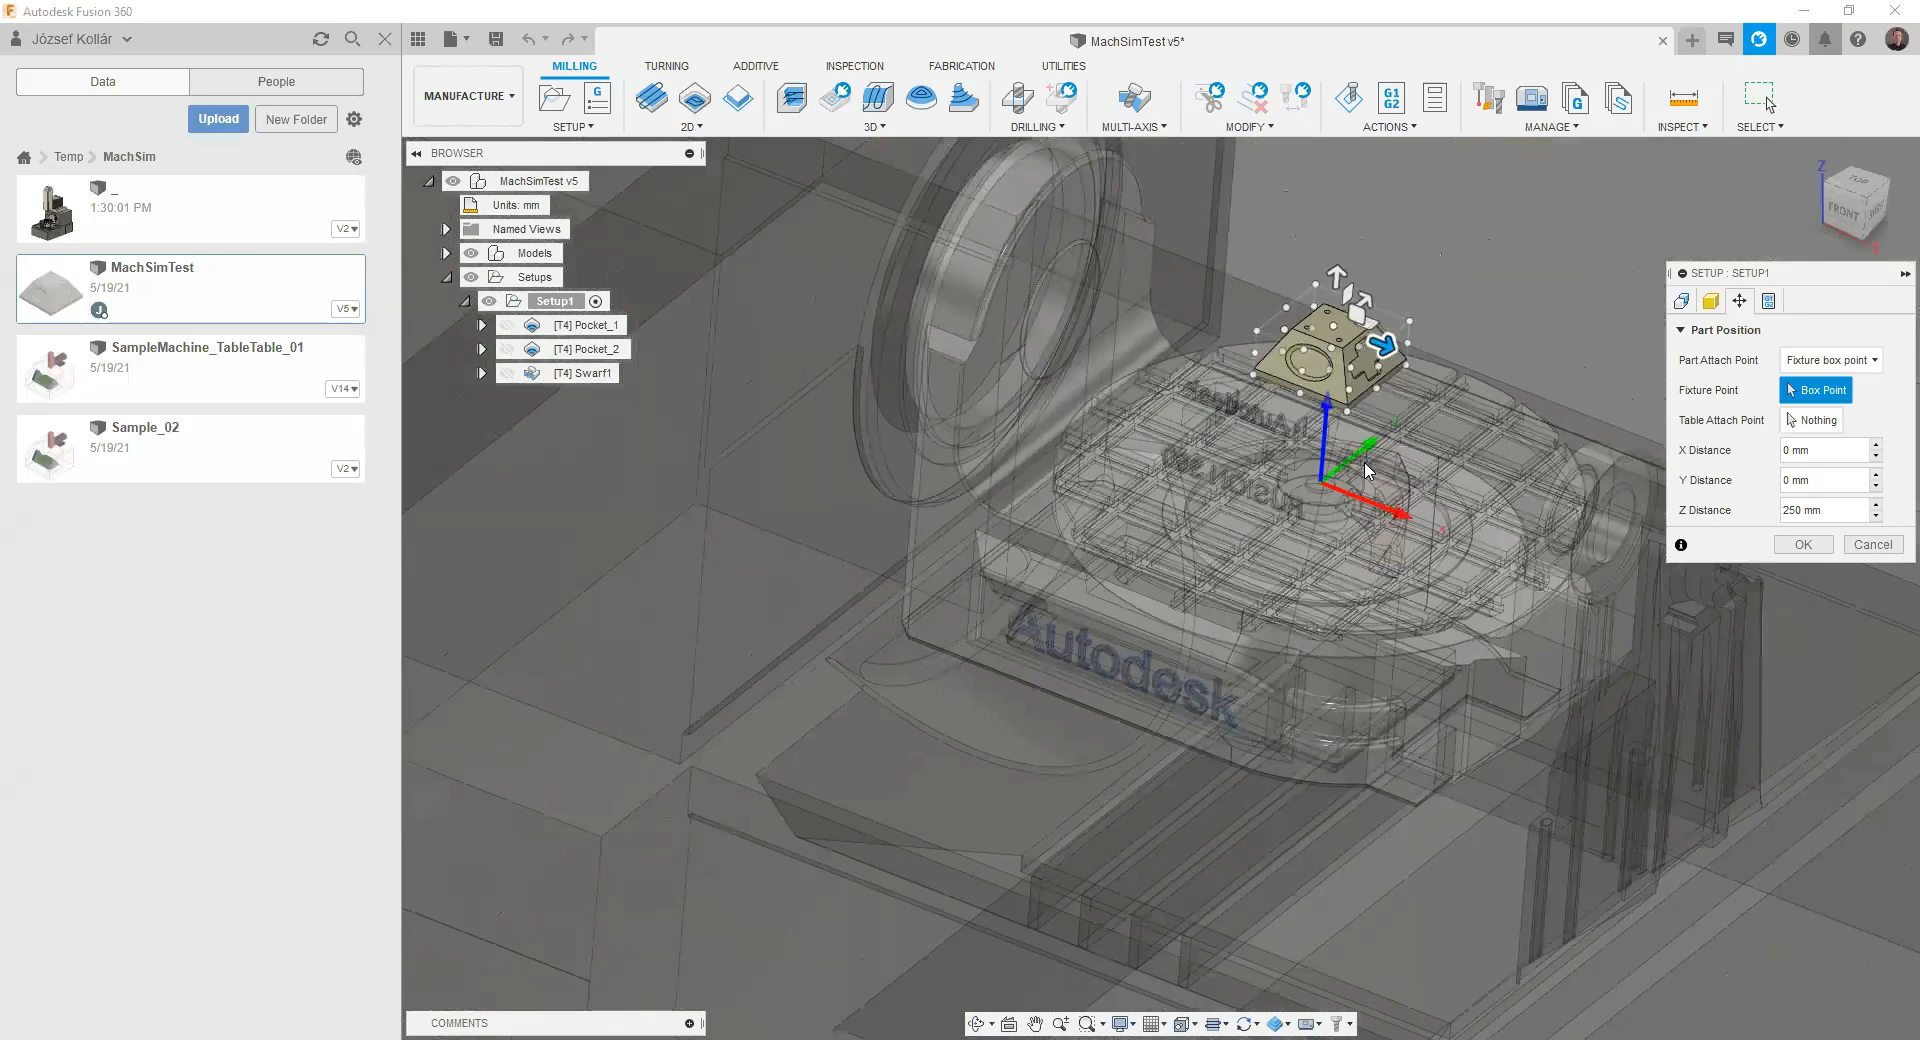 Autodesk Fusion 360
József Kollár
MachSimTest v5*
Data
People
Upload
New Folder
Temp
MachSim
_
1:30:01 PM
V2
MachSimTest
5/19/21
V5
SampleMachine_TableTable_01
5/19/21
V14
Sample_02
5/19/21
V2
MILLING
TURNING
ADDITIVE
INSPECTION
FABRICATION
UTILITIES
MANUFACTURE
G1
G2
SETUP
2D
3D
DRILLING
MULTI-AXIS
MODIFY
ACTIONS
MANAGE
INSPECT
SELECT
BROWSER
MachSimTest v5
Units: mm
Named Views
Models
Setups
Setup1
[T4] Pocket_1
[T4] Pocket_2
[T4] Swarf1
Z
TOP
FRONT
X
SETUP : SETUP1
Part Position
Part Attach Point
Fixture box point
Fixture Point
Box Point
Table Attach Point
Nothing
X Distance
0 mm
Y Distance
0 mm
Z Distance
250 mm
OK
Cancel
Autodesk
COMMENTS